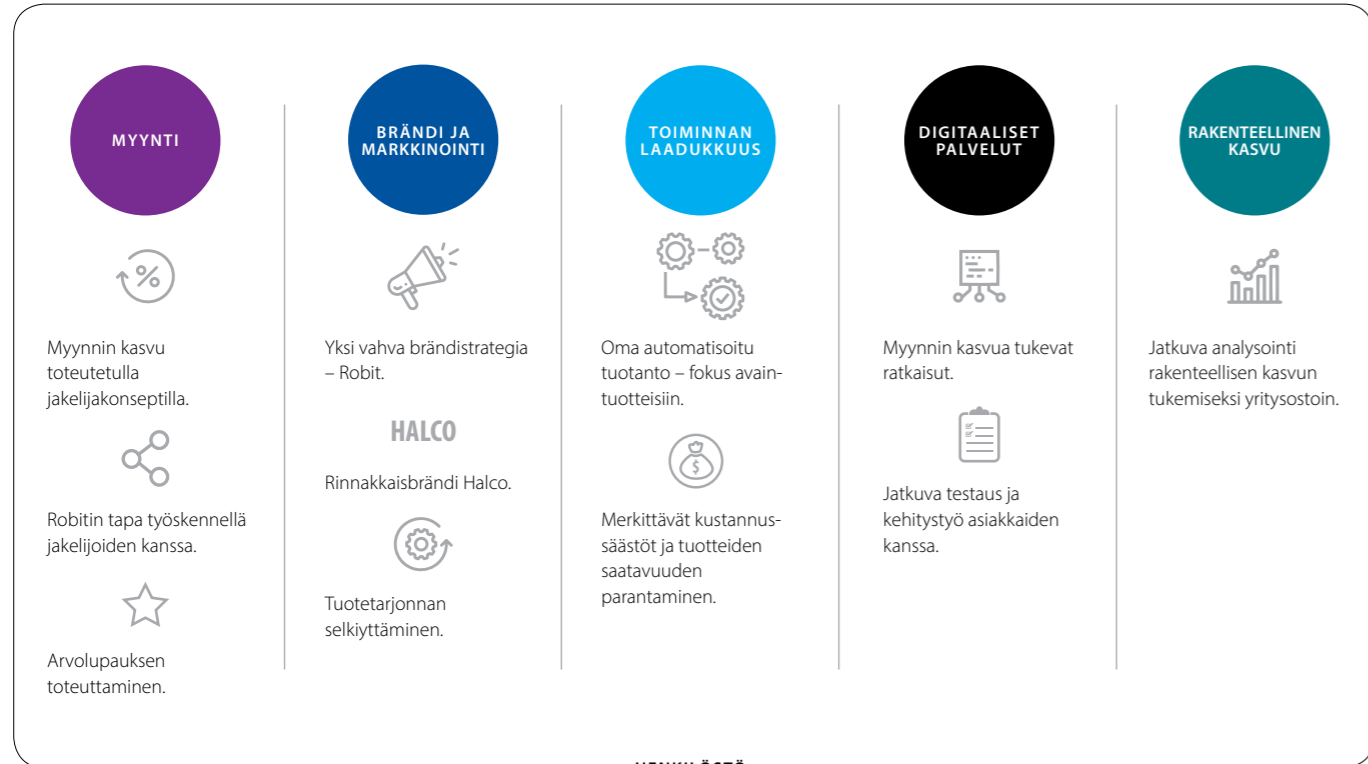 MYYNTI
Myynnin kasvu
toteutetulla
jakelijakonseptilla.
Robitin tapa työskennellä
jakelijoiden kanssa.
Arvolupauksen
toteuttaminen.
BRÄNDI JA
MARKKINOINTI
Yksi vahva brändistrategia
– Robit.
HALCO
Rinnakkaisbrändi Halco.
Tuotetarjonnan
selkiyttäminen.
TOIMINNAN
LAADUKKUUS
Oma automatisoitu
tuotanto – fokus avain-
tuotteisiin.
Merkittävät kustannus-
säästöt ja tuotteiden
saatavuuden
parantaminen.
DIGITAALISET
PALVELUT
Myynnin kasvua tukevat
ratkaisut.
Jatkuva testaus ja
kehitystyö asiakkaiden
kanssa.
RAKENTEELLINEN
KASVU
Jatkuva analysointi
rakenteellisen kasvun
tukemiseksi yritysostoin.
HENKILÖSTÖ